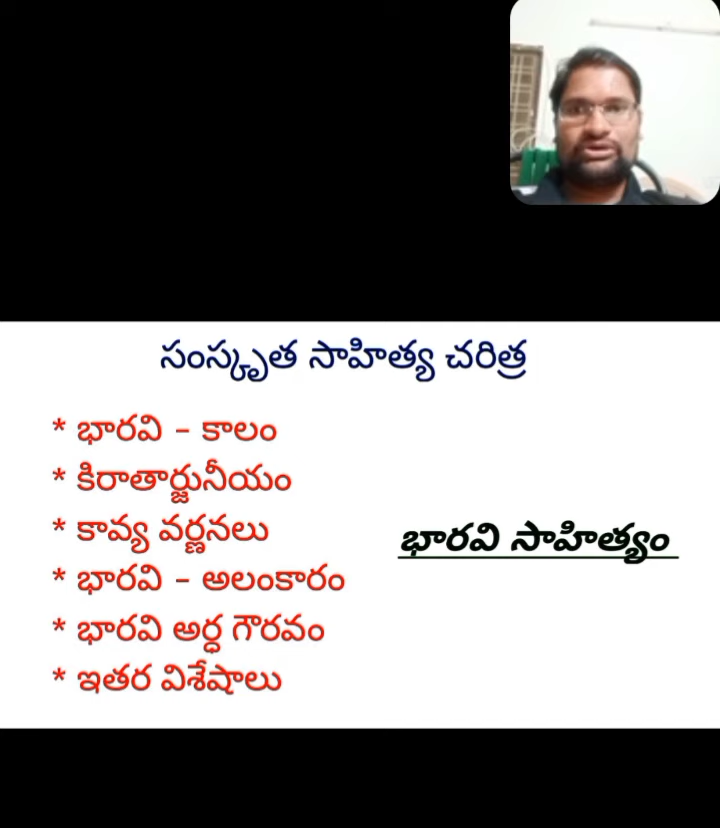 సంస్కృత సాహిత్య చరిత్ర
* భారవి - కాలం
* కిరాతార్జునీయం
* కావ్య వర్ణనలు
* భారవి - అలంకారం
* భారవి అర్ధ గౌరవం
* ఇతర విశేషాలు
భారవి సాహిత్యం